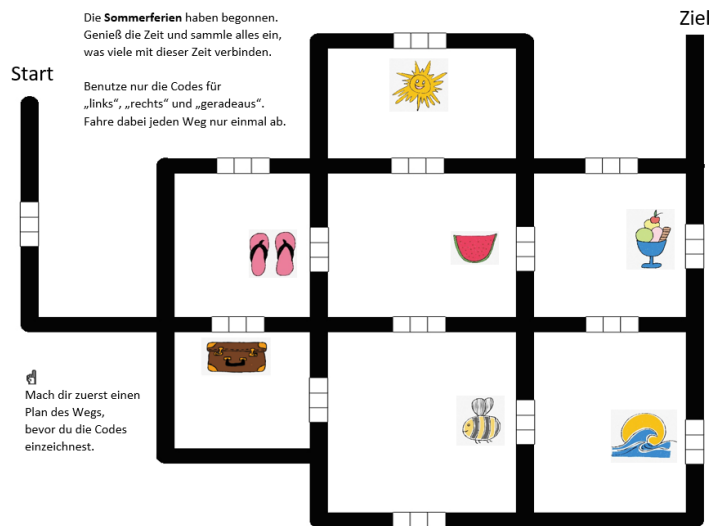 Die Sommerferien haben begonnen.
Genieß die Zeit und sammle alles ein,
was viele mit dieser Zeit verbinden.
Benutze nur die Codes für
„links“, „rechts“ und „geradeaus“.
Fahre dabei jeden Weg nur einmal ab.
Start
Ziel
Mach dir zuerst einen
Plan des Wegs,
bevor du die Codes
einzeichnest.